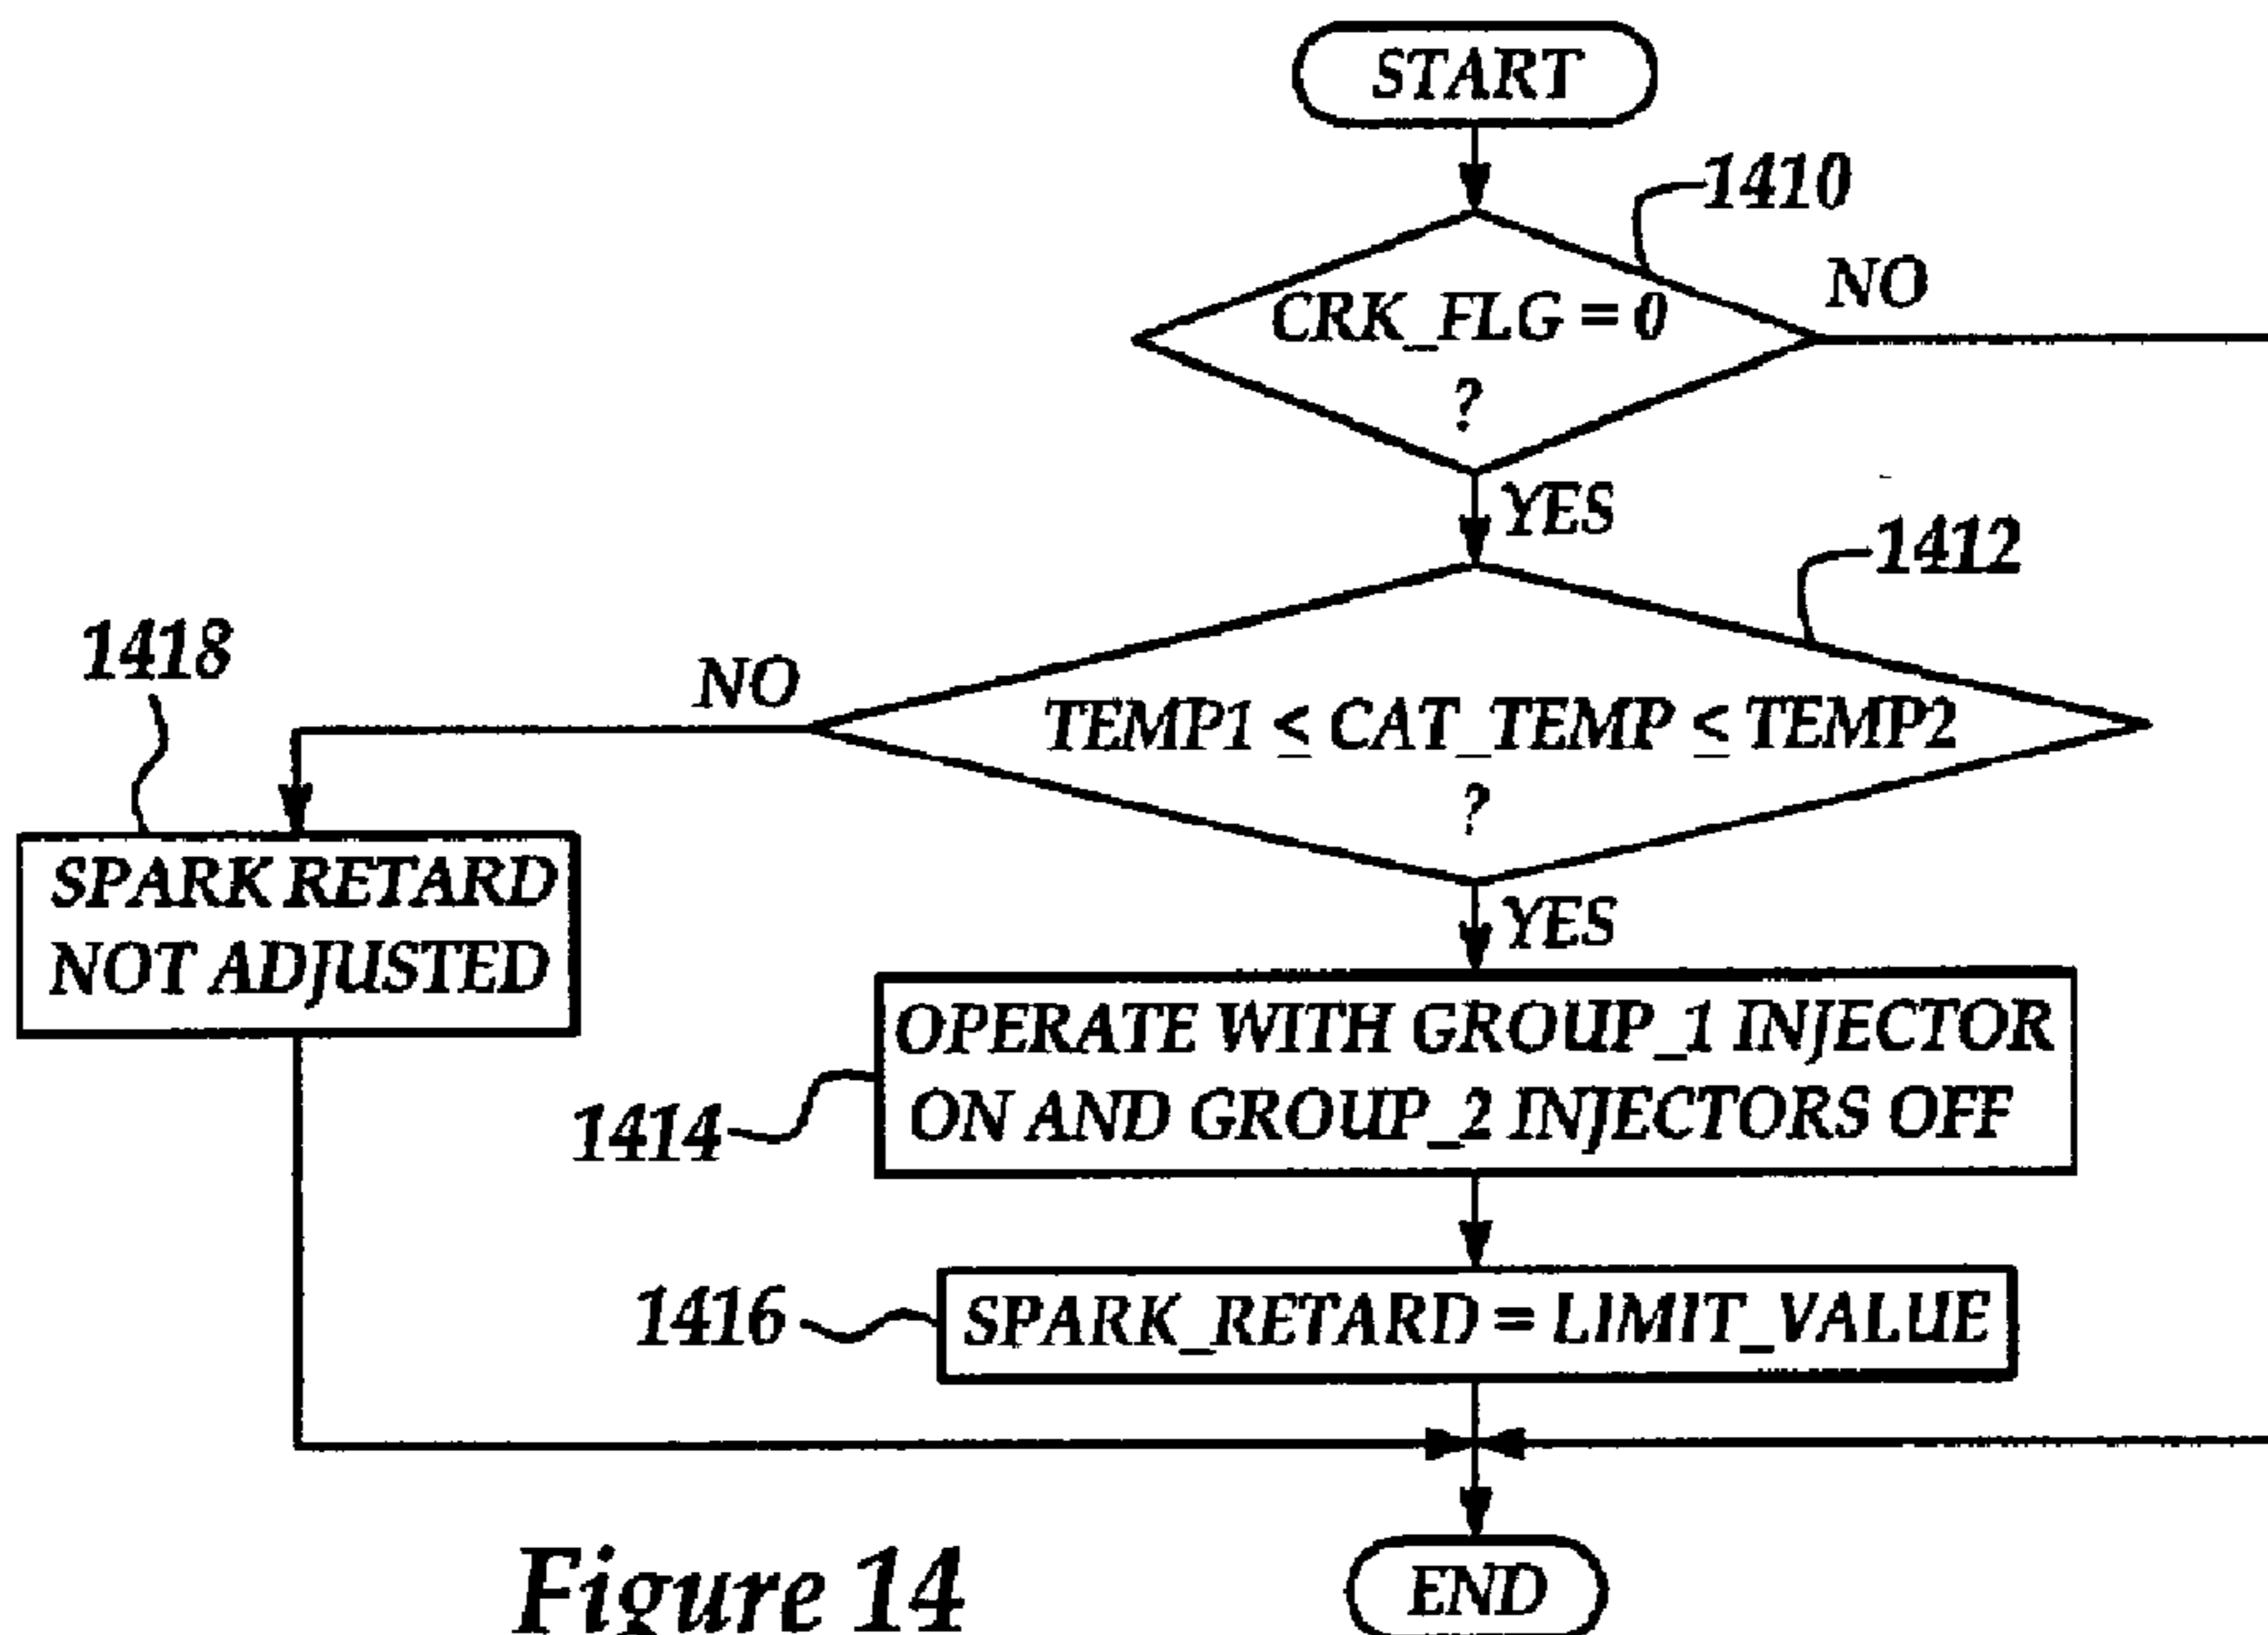 START
1410
CRK_FLG = 0
?
NO
YES
1412
TEMP1 ≤ CAT_TEMP ≤ TEMP2
?
NO
1418
SPARK RETARD
NOT ADJUSTED
YES
OPERATE WITH GROUP_1 INJECTOR
ON AND GROUP_2 INJECTORS OFF
1414
1416
SPARK_RETARD = LIMIT_VALUE
END
Figure 14